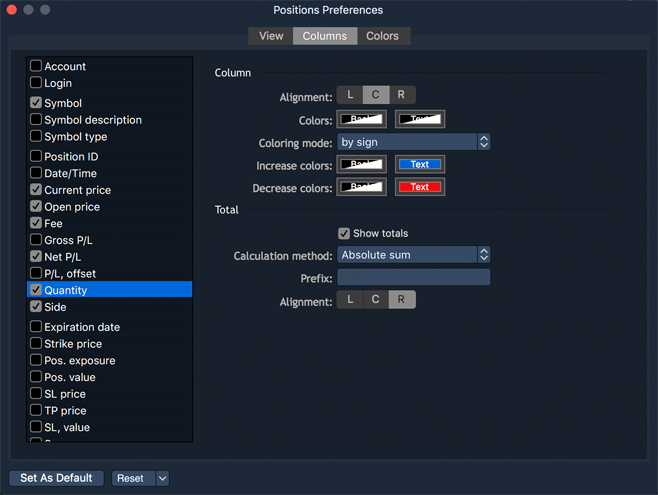 Positions Preferences
View Columns Colors
Account
Login
Symbol
Symbol description
Symbol type
Position ID
Date/Time
Current price
Open price
Fee
Gross P/L
Net P/L
P/L, offset
Quantity
Side
Expiration date
Strike price
Pos. exposure
Pos. value
SL price
TP price
SL, value
Column
Alignment: L C R
Colors: Back Text
Coloring mode: by sign
Increase colors: Back Text
Decrease colors: Back Text
Total
Show totals
Calculation method: Absolute sum
Prefix:
Alignment: L C R
Set As Default Reset